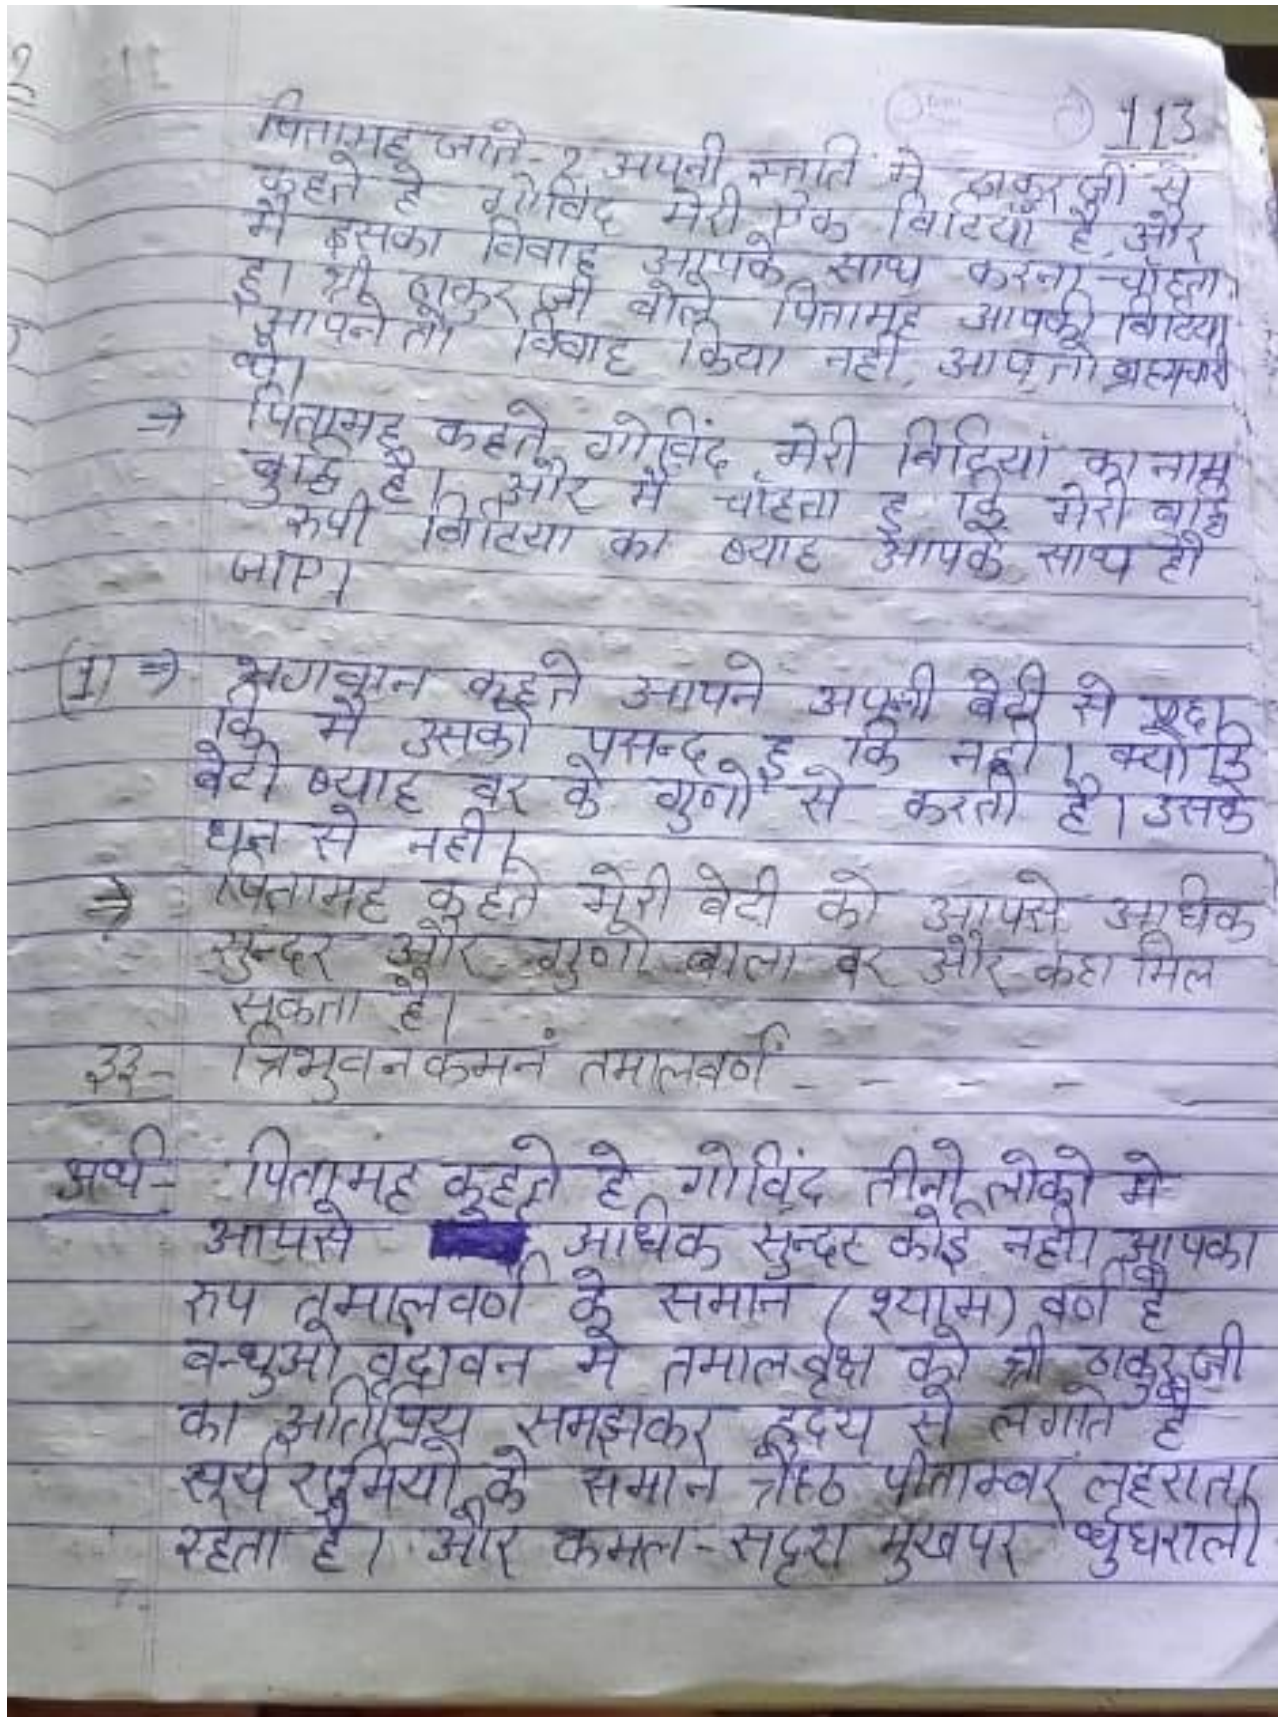 113
पितामह जाते-2 अपनी स्तुति मे ठाकुर जी से
कहते हे गोविंद मेरी एक बिटिया है और
मै इसका विवाह आपके साथ करना चाँहता
हु। श्री ठाकुर जी बोले पितामह आपकी बिटिया
आपने तो विवाह किया नही आप तो ब्रह्मचारी
थे।
→ पितामह कहते गोविंद मेरी बिटियां का नाम
बुद्धि है। और मै चाँहता हु कि मेरी बुद्धि
रुपी बिटिया का ब्याह आपके साथ हो
जाए।
(1) ⇒ भगवान कहते आपने अपनी बेटी से पूछा
कि मै उसको पसन्द हु कि नही। क्यो कि
बेटी ब्याह वर के गुणो से करती है। उसके
धन से नही।
⇒ पितामह कहते मेरी बेटी को आपसे अधिक
सुन्दर और गुणो वाला वर और कहा मिल
सकता है।
33- त्रिभुवनकमनं तमालवर्ण - - - - -
अर्थ- पितामह कहते हे गोविंद तीनो लोको मे
आपसे अधिक सुन्दर कोई नही। आपका
रुप तमालवर्ण के समान (श्याम) वर्ण है
बन्धुओ वृद्रावन मे तमालवृक्ष को श्री ठाकुर जी
का अतिप्रिय समझकर हृदय से लगाते है
सूर्य रश्मियो के समान श्रेष्ठ पीताम्बर लहराता
रहता है। और कमल-सदृश मुखपर घुंघराली